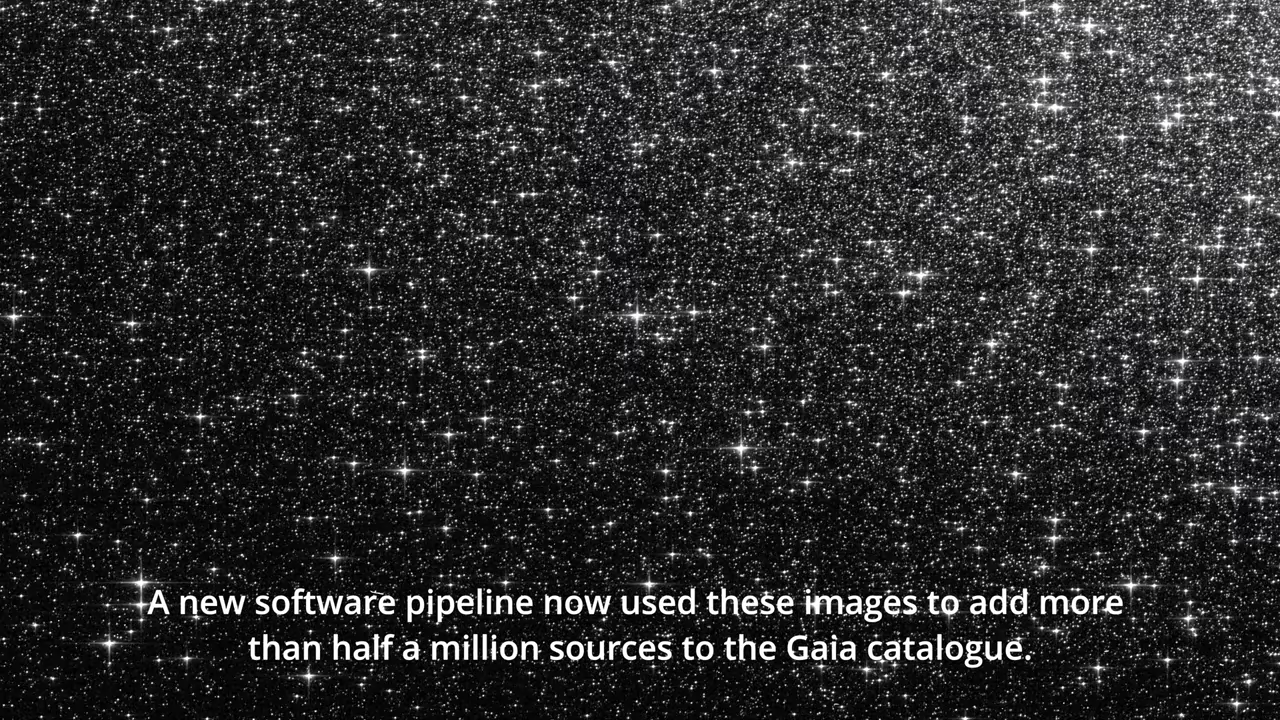 A new software pipeline now used these images to add more
than half a million sources to the Gaia catalogue.